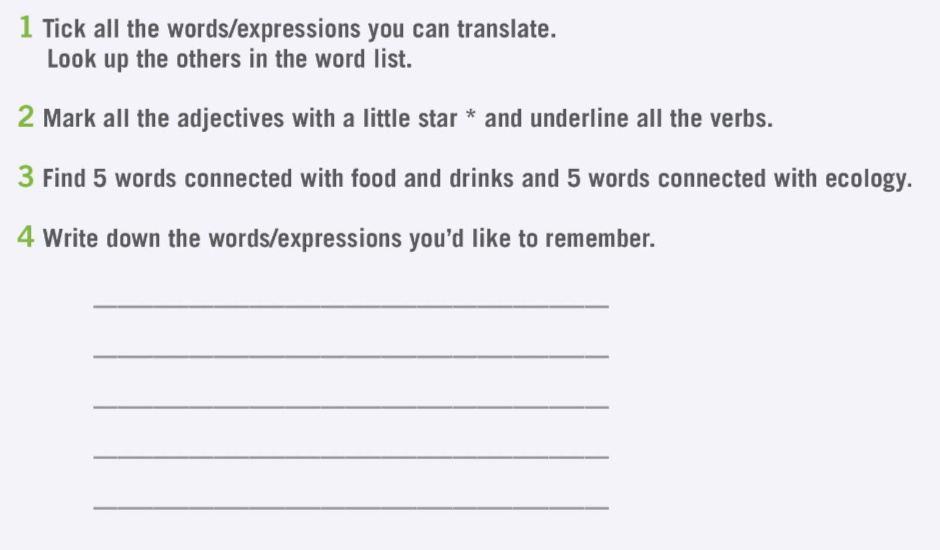 1 Tick all the words/expressions you can translate.
Look up the others in the word list.
2 Mark all the adjectives with a little star * and underline all the verbs.
3 Find 5 words connected with food and drinks and 5 words connected with ecology.
4 Write down the words/expressions you'd like to remember.